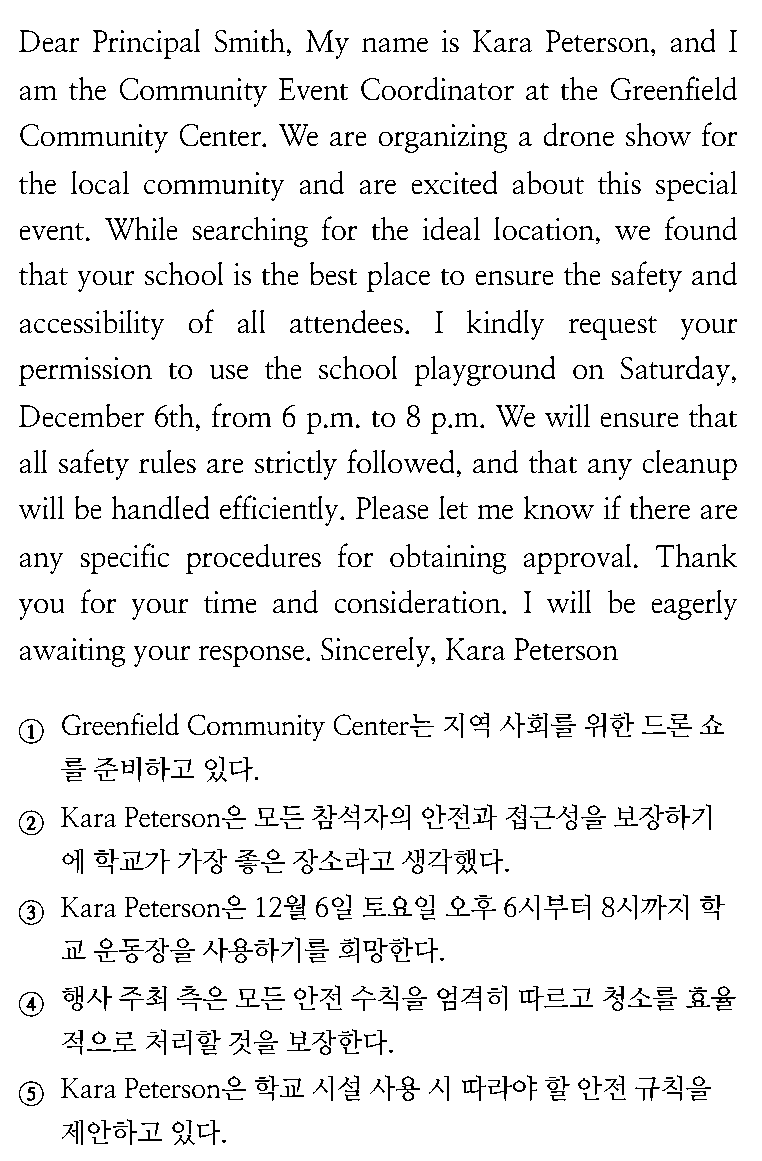 Dear Principal Smith, My name is Kara Peterson, and I
am the Community Event Coordinator at the Greenfield
Community Center. We are organizing a drone show for
the local community and are excited about this special
event. While searching for the ideal location, we found
that your school is the best place to ensure the safety and
accessibility of all attendees. I kindly request your
permission to use the school playground on Saturday,
December 6th, from 6 p.m. to 8 p.m. We will ensure that
all safety rules are strictly followed, and that any cleanup
will be handled efficiently. Please let me know if there are
any specific procedures for obtaining approval. Thank
you for your time and consideration. I will be eagerly
awaiting your response. Sincerely, Kara Peterson
① Greenfield Community Center는 지역 사회를 위한 드론 쇼
를 준비하고 있다.
② Kara Peterson은 모든 참석자의 안전과 접근성을 보장하기
에 학교가 가장 좋은 장소라고 생각했다.
③ Kara Peterson은 12월 6일 토요일 오후 6시부터 8시까지 학
교 운동장을 사용하기를 희망한다.
④ 행사 주최 측은 모든 안전 수칙을 엄격히 따르고 청소를 효율
적으로 처리할 것을 보장한다.
⑤ Kara Peterson은 학교 시설 사용 시 따라야 할 안전 규칙을
제안하고 있다.